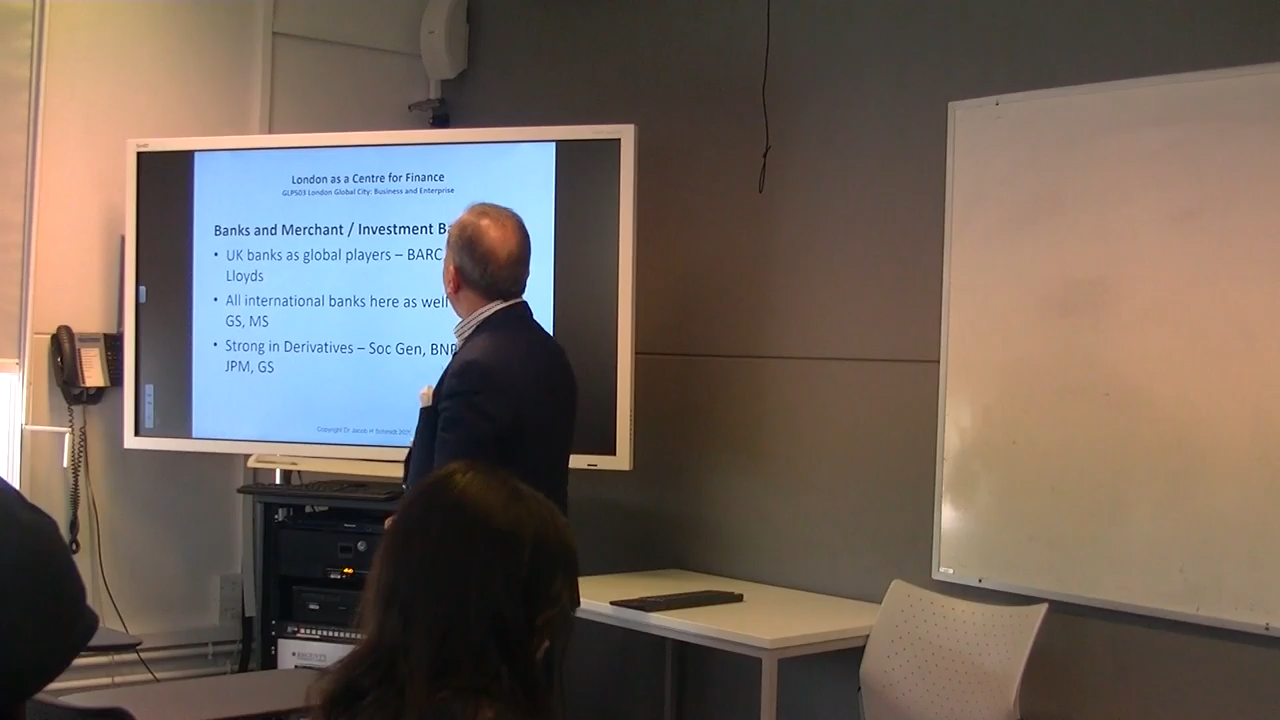 London as a Centre for Finance
GLP503 London Global City: Business and Enterprise
Banks and Merchant / Investment Ba
• UK banks as global players – BARC
Lloyds
• All international banks here as well
GS, MS
• Strong in Derivatives – Soc Gen, BNP
JPM, GS
Copyright Dr Jacob H Schmidt
REGENT'S